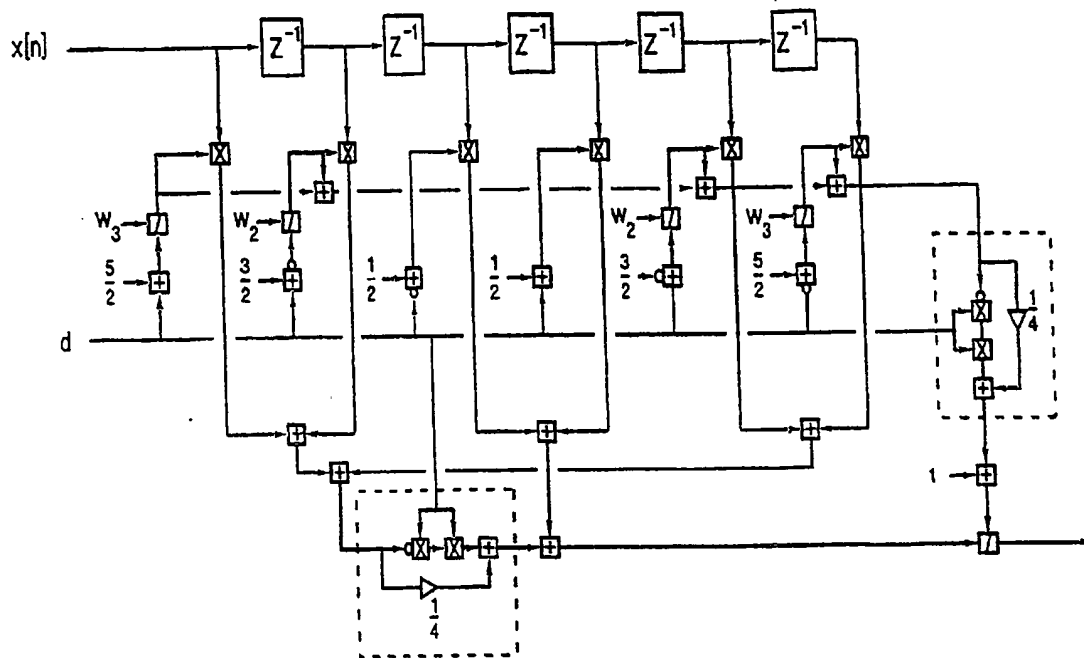 x[n]
Z⁻¹
Z⁻¹
Z⁻¹
Z⁻¹
Z⁻¹
W₃
W₂
W₂
W₃
5/2
3/2
1/2
1/2
3/2
5/2
1/4
d
1
1/4